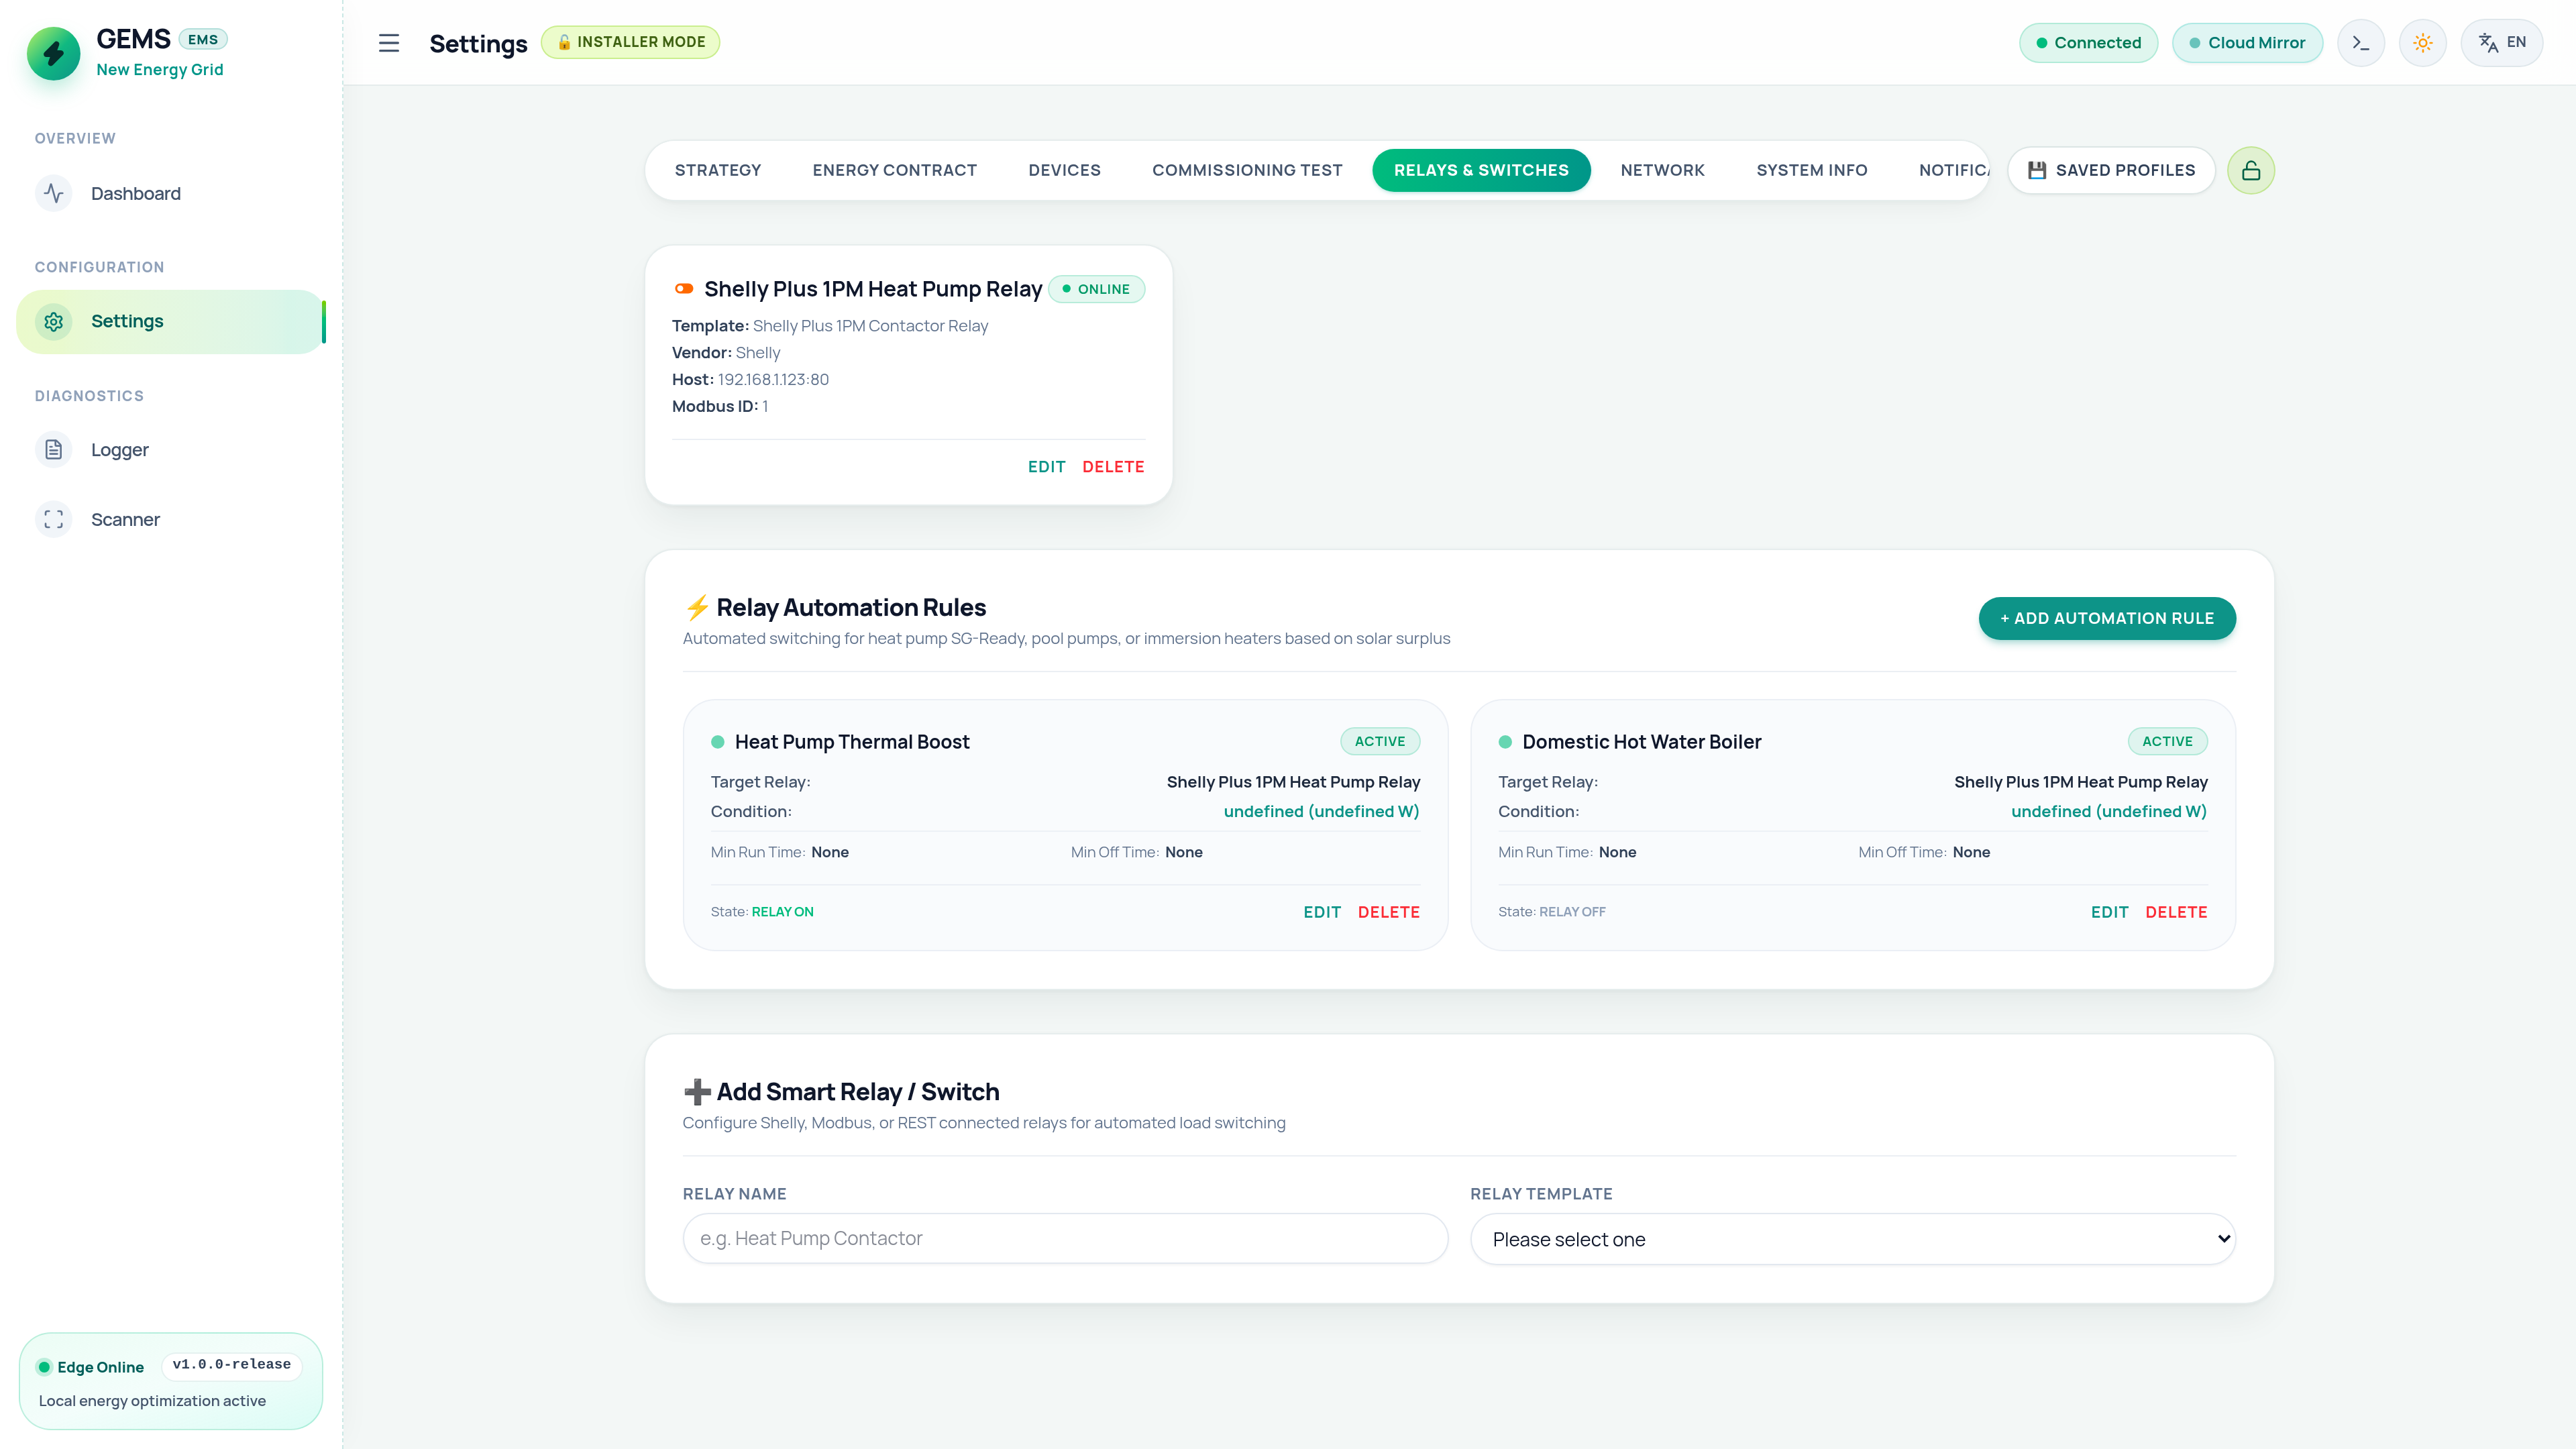 GEMS EMS
New Energy Grid
OVERVIEW
Dashboard
CONFIGURATION
Settings
DIAGNOSTICS
Logger
Scanner
Edge Online v1.0.0-release
Local energy optimization active
Settings INSTALLER MODE
Connected Cloud Mirror EN
STRATEGY ENERGY CONTRACT DEVICES COMMISSIONING TEST RELAYS & SWITCHES NETWORK SYSTEM INFO NOTIFICA SAVED PROFILES
Shelly Plus 1PM Heat Pump Relay ONLINE
Template: Shelly Plus 1PM Contactor Relay
Vendor: Shelly
Host: 192.168.1.123:80
Modbus ID: 1
EDIT DELETE
⚡ Relay Automation Rules
Automated switching for heat pump SG-Ready, pool pumps, or immersion heaters based on solar surplus
+ ADD AUTOMATION RULE
Heat Pump Thermal Boost ACTIVE
Target Relay: Shelly Plus 1PM Heat Pump Relay
Condition: undefined (undefined W)
Min Run Time: None Min Off Time: None
State: RELAY ON EDIT DELETE
Domestic Hot Water Boiler ACTIVE
Target Relay: Shelly Plus 1PM Heat Pump Relay
Condition: undefined (undefined W)
Min Run Time: None Min Off Time: None
State: RELAY OFF EDIT DELETE
➕ Add Smart Relay / Switch
Configure Shelly, Modbus, or REST connected relays for automated load switching
RELAY NAME
e.g. Heat Pump Contactor
RELAY TEMPLATE
Please select one